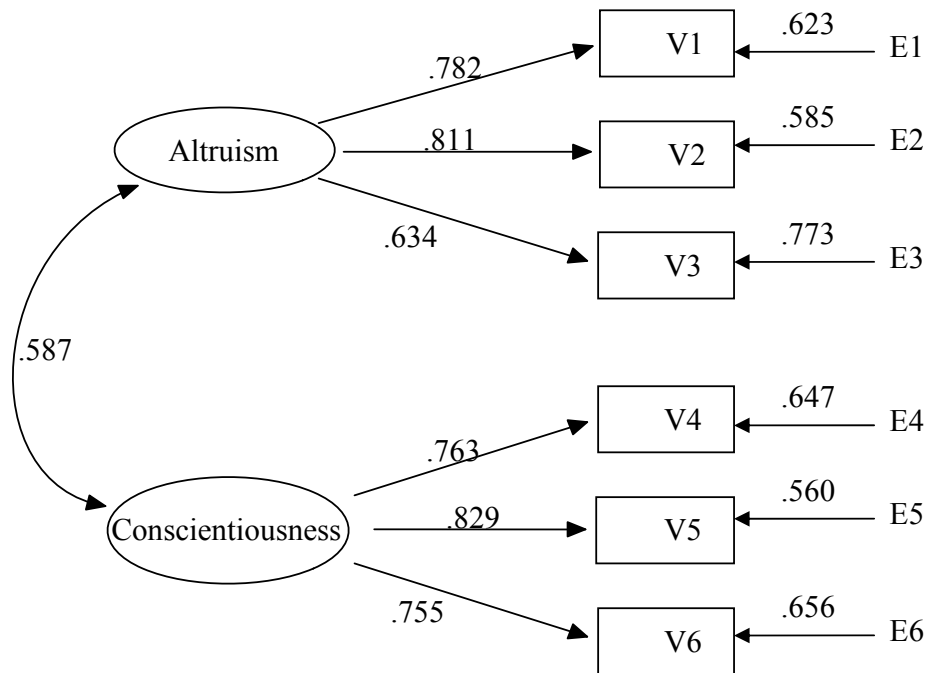 .623
V1
E1
.782
.585
Altruism
.811
V2
E2
.634
.773
V3
E3
.587
.647
V4
E4
.763
.560
Conscientiousness
.829
V5
E5
.755
.656
V6
E6